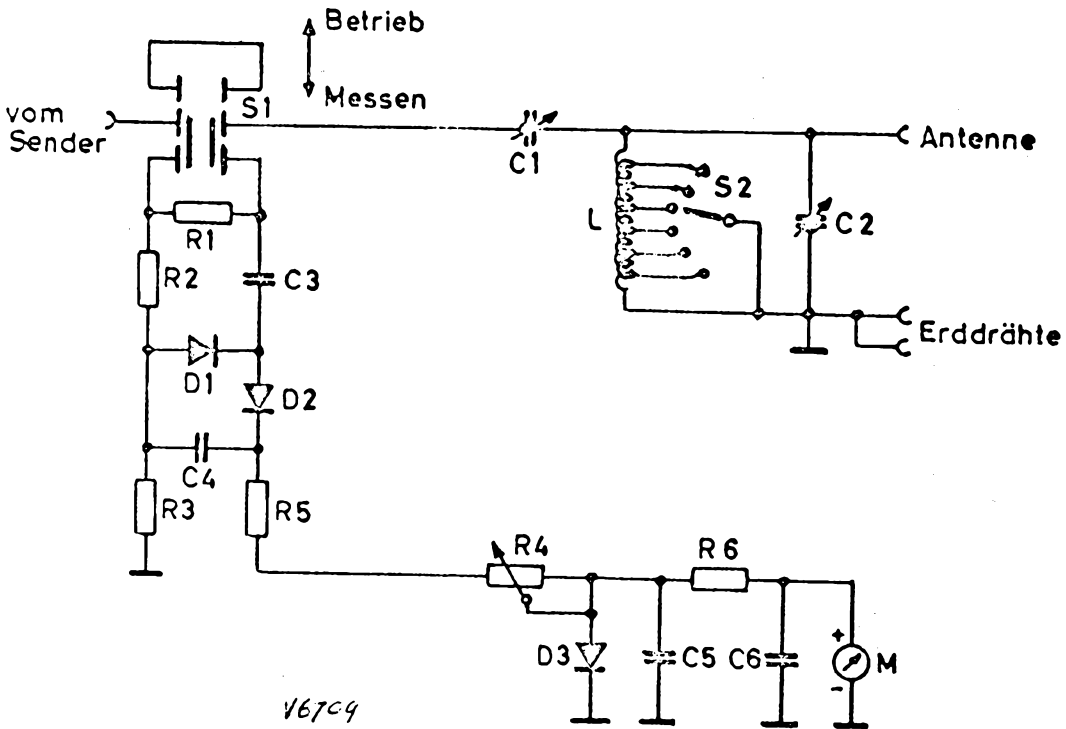 Betrieb
Messen
vom
Sender
S1
C1
Antenne
S2
L
C2
R1
R2
C3
Erddrähte
D1
D2
C4
R3
R5
R4
R6
D3
C5
C6
+
M
-
V6709